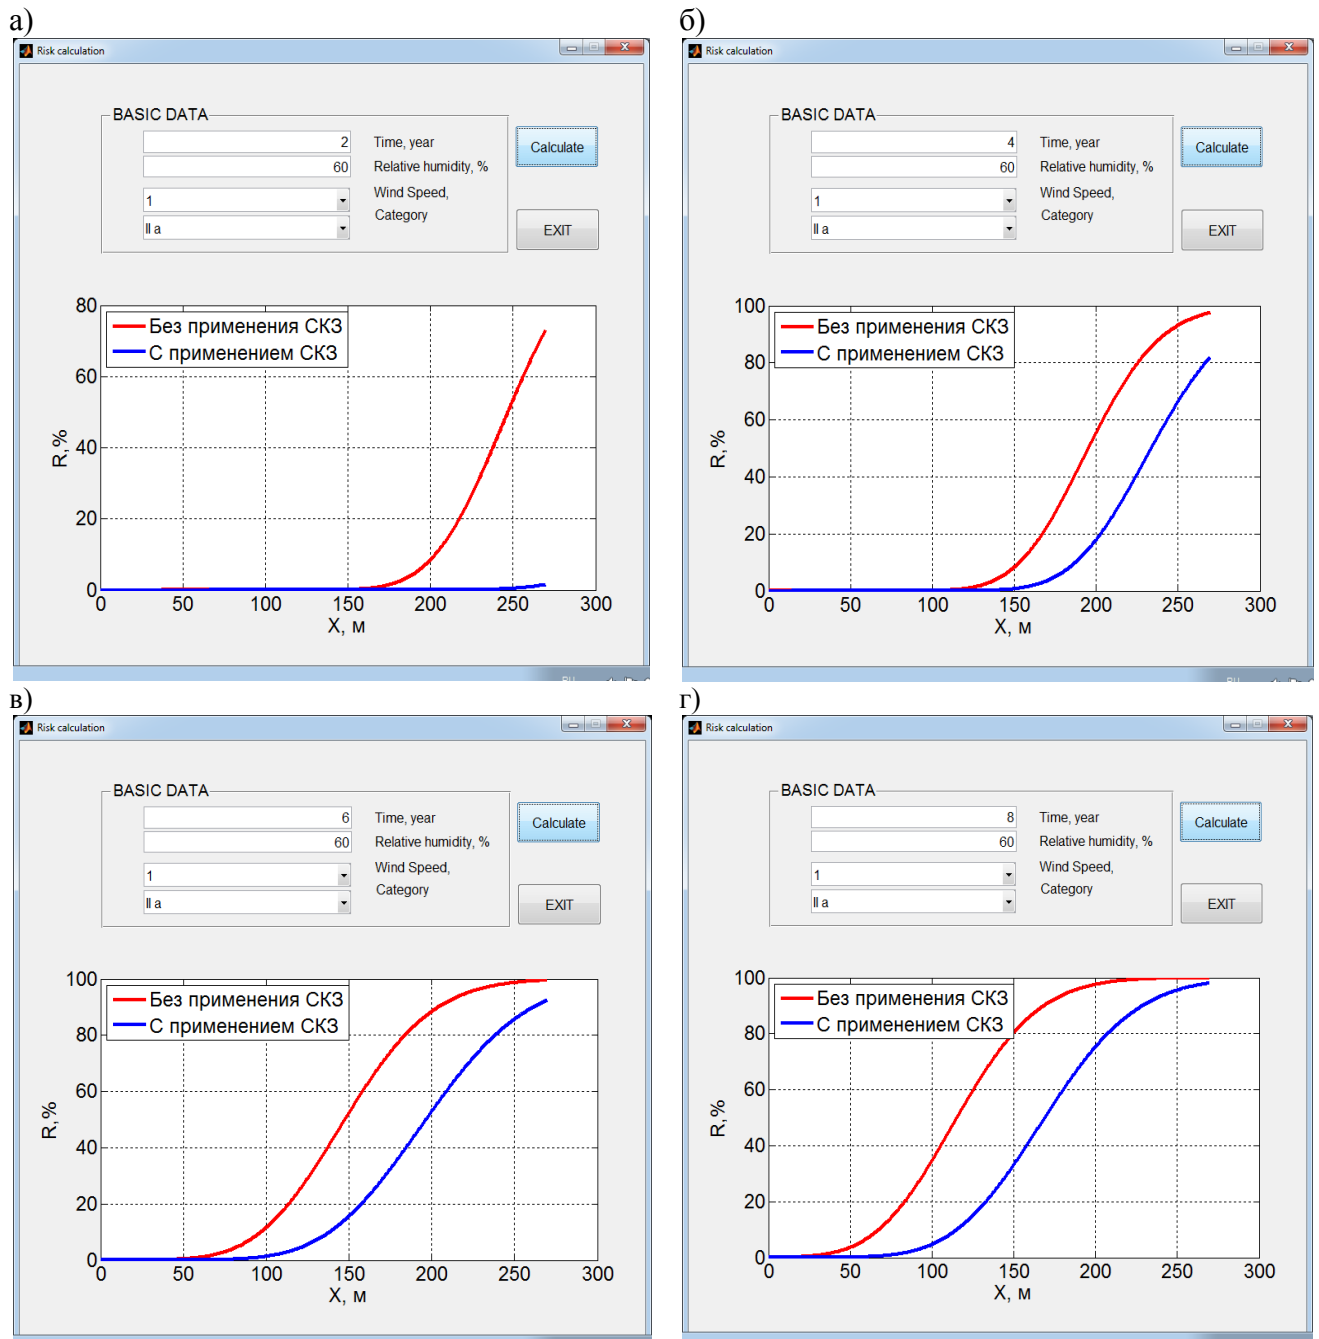 а)
Risk calculation
BASIC DATA
2 Time, year
60 Relative humidity, %
1 Wind Speed,
II a Category
Calculate
EXIT
80
60
40
20
0
R,%
Без применения СКЗ
С применением СКЗ
0 50 100 150 200 250 300
X, м
б)
Risk calculation
BASIC DATA
4 Time, year
60 Relative humidity, %
1 Wind Speed,
II a Category
Calculate
EXIT
100
80
60
40
20
0
R,%
Без применения СКЗ
С применением СКЗ
0 50 100 150 200 250 300
X, м
в)
Risk calculation
BASIC DATA
6 Time, year
60 Relative humidity, %
1 Wind Speed,
II a Category
Calculate
EXIT
100
80
60
40
20
0
R,%
Без применения СКЗ
С применением СКЗ
0 50 100 150 200 250 300
X, м
г)
Risk calculation
BASIC DATA
8 Time, year
60 Relative humidity, %
1 Wind Speed,
II a Category
Calculate
EXIT
100
80
60
40
20
0
R,%
Без применения СКЗ
С применением СКЗ
0 50 100 150 200 250 300
X, м